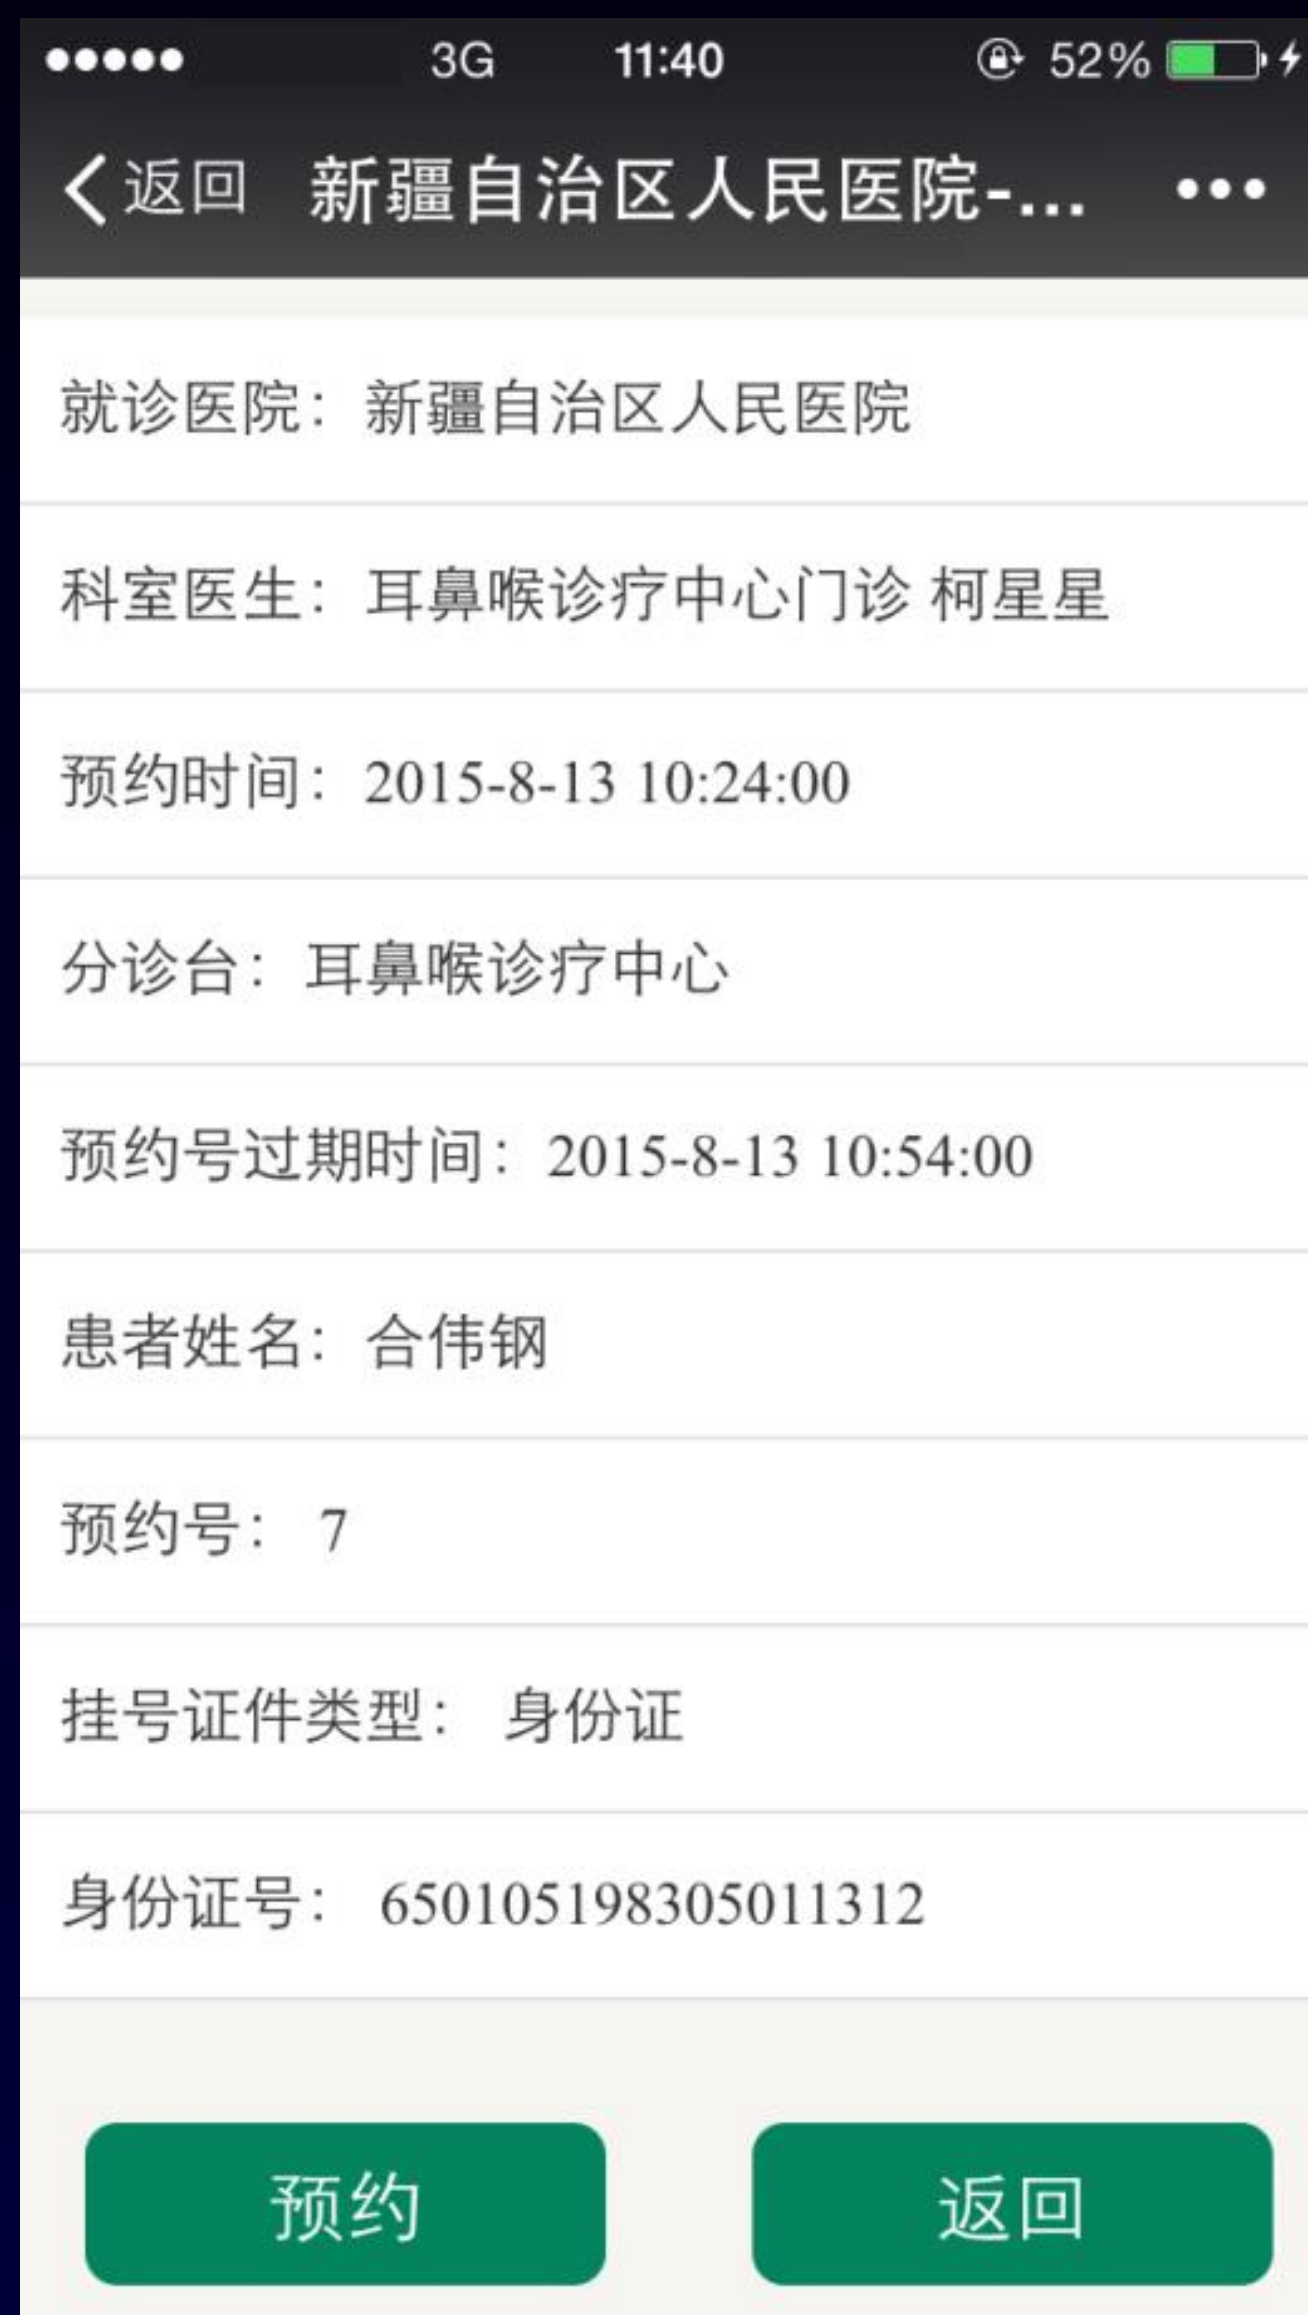 3G 11:40 52%
返回 新疆自治区人民医院-...
就诊医院：新疆自治区人民医院
科室医生：耳鼻喉诊疗中心门诊 柯星星
预约时间：2015-8-13 10:24:00
分诊台：耳鼻喉诊疗中心
预约号过期时间：2015-8-13 10:54:00
患者姓名：合伟钢
预约号： 7
挂号证件类型： 身份证
身份证号： 650105198305011312
预约 返回